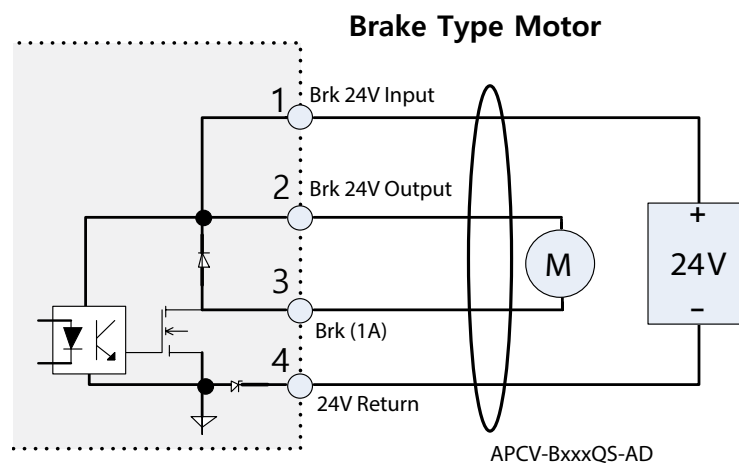 Brake Type Motor
1 Brk 24V Input
2 Brk 24V Output
M
+
24V
−
3
Brk (1A)
4
24V Return
APCV-BxxxQS-AD